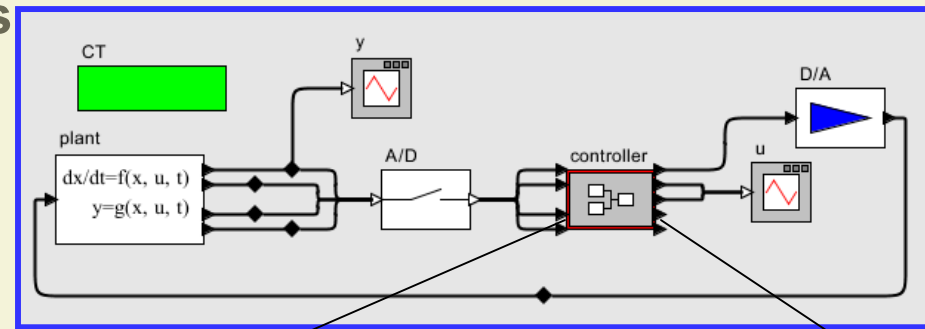 s
CT
y
D/A
plant
A/D
controller
u
dx/dt=f(x, u, t)
y=g(x, u, t)